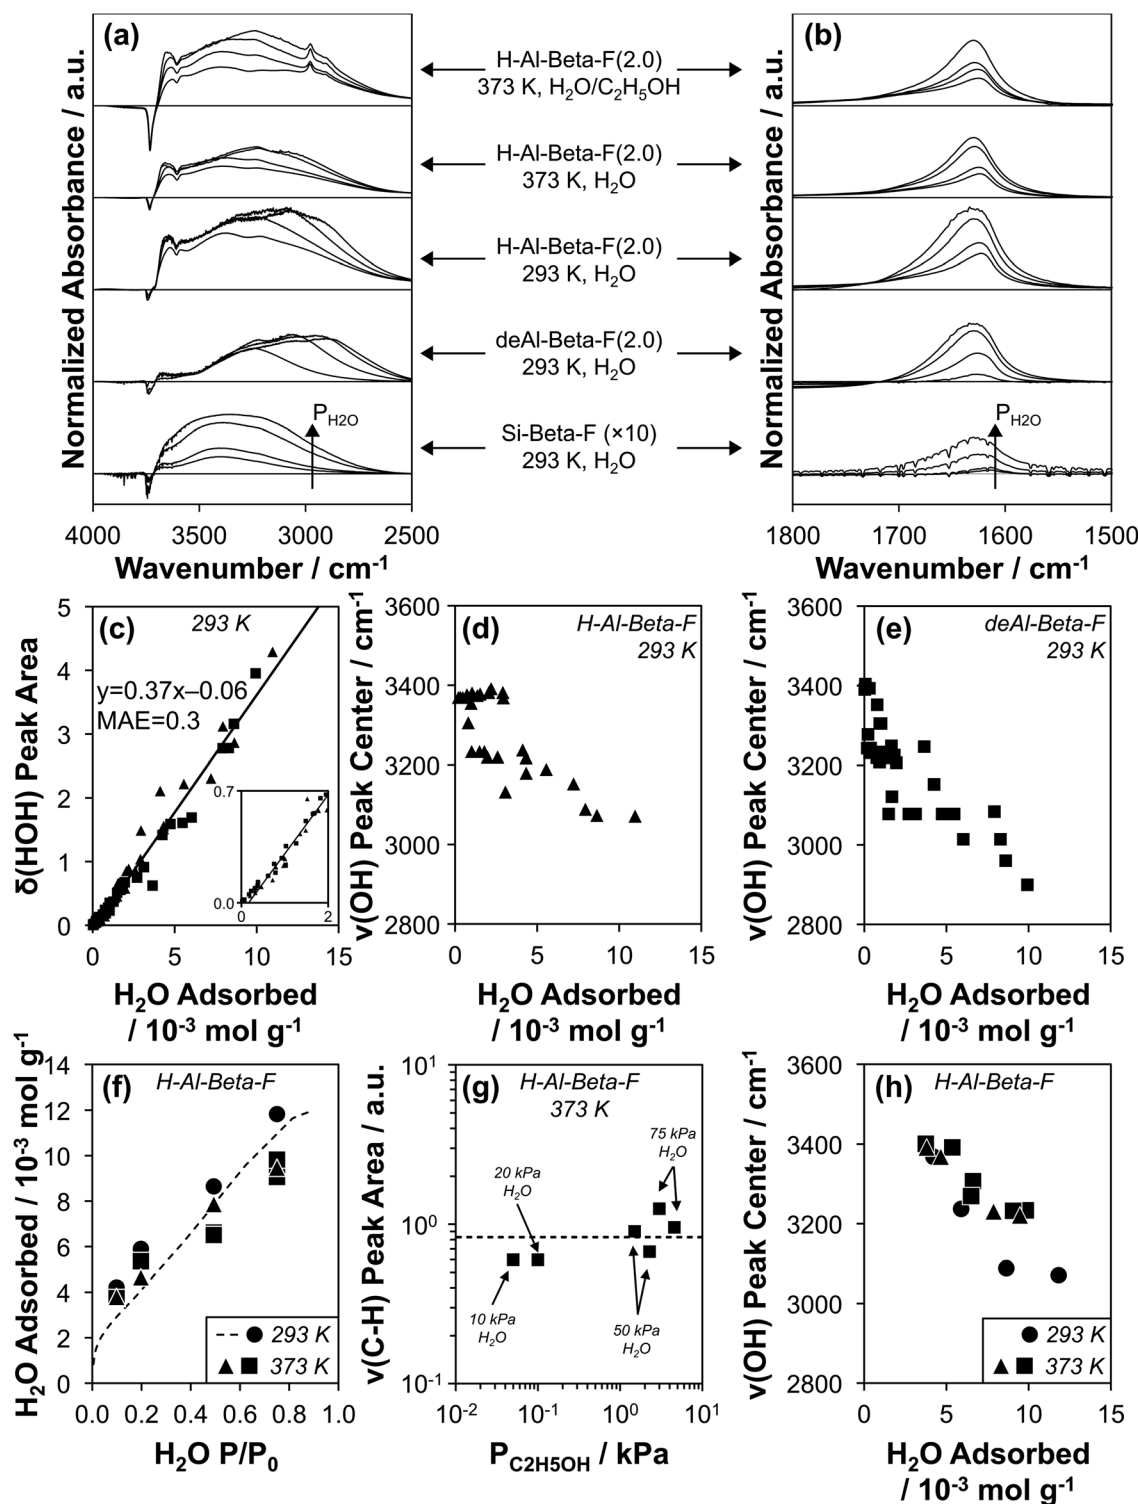 (a)
Normalized Absorbance / a.u.
4000 3500 3000 2500
Wavenumber / cm⁻¹
P_H2O
H-Al-Beta-F(2.0)
373 K, H₂O/C₂H₅OH
H-Al-Beta-F(2.0)
373 K, H₂O
H-Al-Beta-F(2.0)
293 K, H₂O
deAl-Beta-F(2.0)
293 K, H₂O
Si-Beta-F (×10)
293 K, H₂O
(b)
Normalized Absorbance / a.u.
P_H2O
1800 1700 1600 1500
Wavenumber / cm⁻¹
(c)
293 K
y=0.37x–0.06
MAE=0.3
δ(HOH) Peak Area
5
4
3
2
1
0
0.7
0.0
0 2
0 5 10 15
H₂O Adsorbed
/ 10⁻³ mol g⁻¹
(d)
H-Al-Beta-F
293 K
ν(OH) Peak Center / cm⁻¹
3600
3400
3200
3000
2800
0 5 10 15
H₂O Adsorbed
/ 10⁻³ mol g⁻¹
(e)
deAl-Beta-F
293 K
ν(OH) Peak Center / cm⁻¹
3600
3400
3200
3000
2800
0 5 10 15
H₂O Adsorbed
/ 10⁻³ mol g⁻¹
(f)
H-Al-Beta-F
H₂O Adsorbed / 10⁻³ mol g⁻¹
14
12
10
8
6
4
2
0
293 K
373 K
0.0 0.2 0.4 0.6 0.8 1.0
H₂O P/P₀
(g)
H-Al-Beta-F
373 K
ν(C-H) Peak Area / a.u.
10¹
10⁰
10⁻¹
75 kPa
H₂O
20 kPa
H₂O
10 kPa
H₂O
50 kPa
H₂O
10⁻² 10⁻¹ 10⁰ 10¹
P_C2H5OH / kPa
(h)
H-Al-Beta-F
ν(OH) Peak Center / cm⁻¹
3600
3400
3200
3000
2800
293 K
373 K
0 5 10 15
H₂O Adsorbed
/ 10⁻³ mol g⁻¹